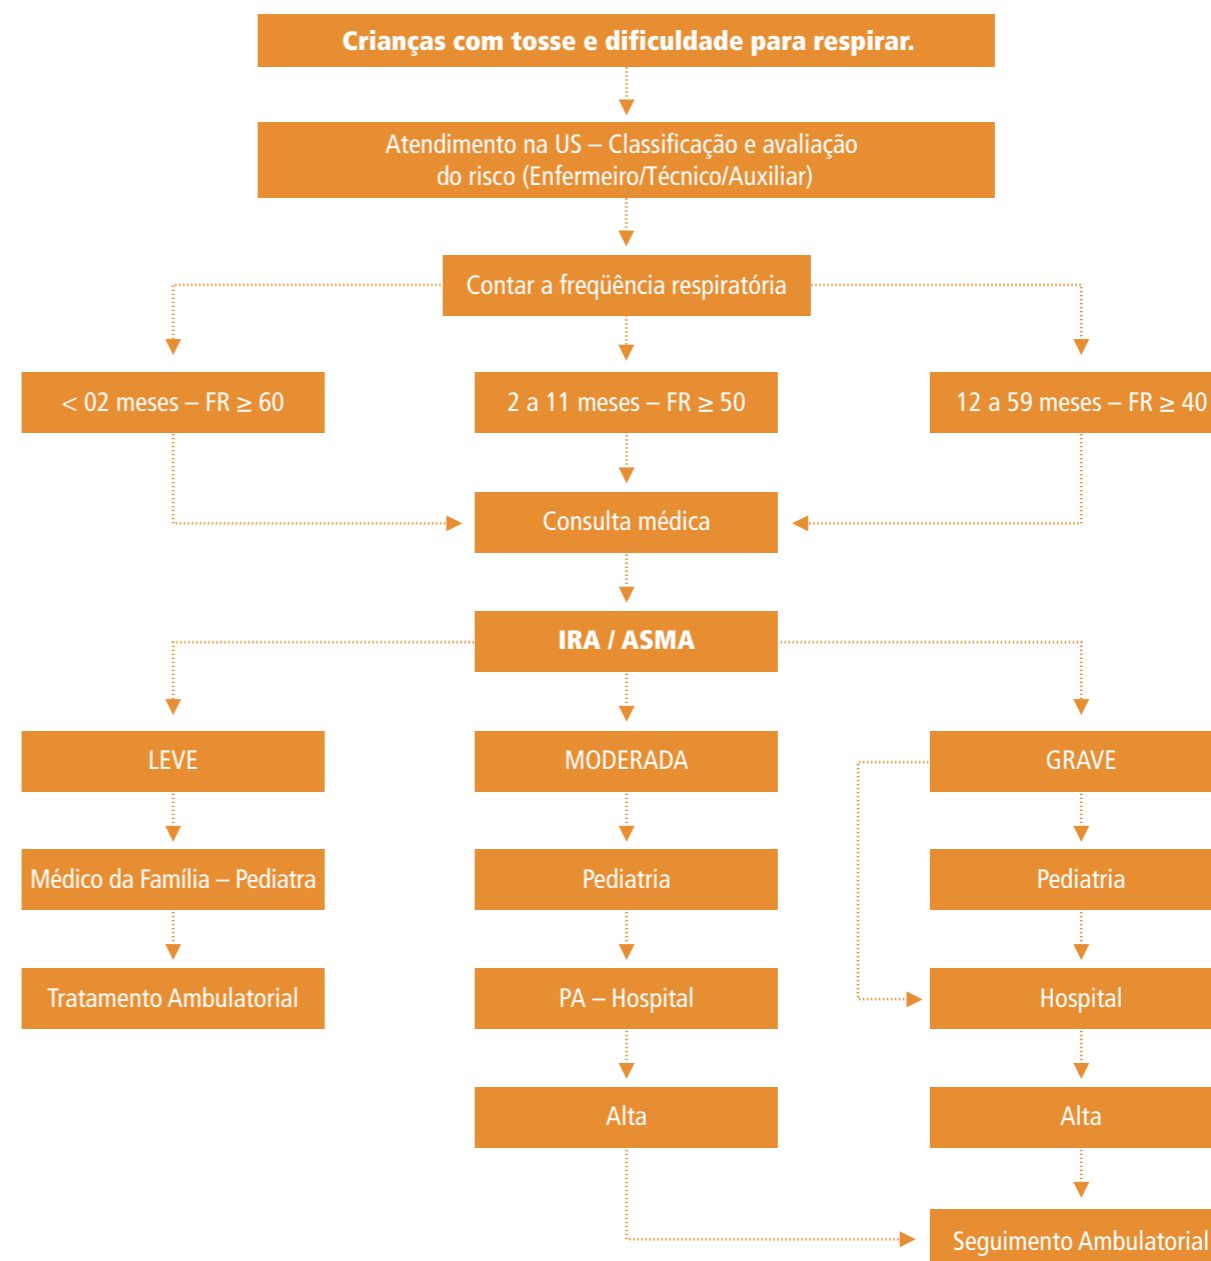 Crianças com tosse e dificuldade para respirar.
Atendimento na US – Classificação e avaliação
do risco (Enfermeiro/Técnico/Auxiliar)
Contar a freqüência respiratória
< 02 meses – FR ≥ 60
2 a 11 meses – FR ≥ 50
12 a 59 meses – FR ≥ 40
Consulta médica
IRA / ASMA
LEVE
MODERADA
GRAVE
Médico da Família – Pediatra
Pediatria
Pediatria
Tratamento Ambulatorial
PA – Hospital
Hospital
Alta
Alta
Seguimento Ambulatorial